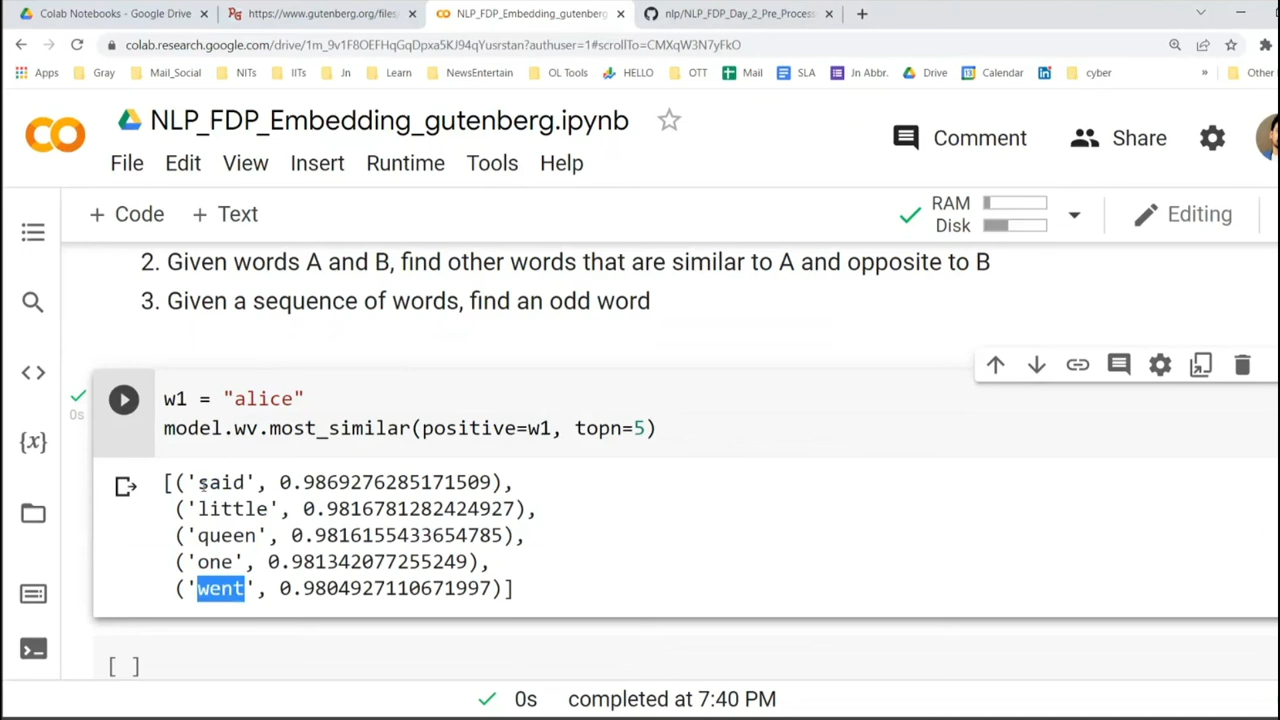 Colab Notebooks - Google Drive
https://www.gutenberg.org/files/
NLP_FDP_Embedding_gutenberg
nlp/NLP_FDP_Day_2_Pre_Process
colab.research.google.com/drive/1m_9v1F8OEFHqGqDpxa5KJ94qYusrstan?authuser=1#scrollTo=CMXqW3N7yFkO
Apps Gray Mail_Social NITs IITs Jn Learn NewsEntertain OL Tools HELLO OTT Mail SLA Jn Abbr. Drive Calendar cyber » Other
CO NLP_FDP_Embedding_gutenberg.ipynb
Comment Share
File Edit View Insert Runtime Tools Help
+ Code + Text
RAM
Disk
Editing
2. Given words A and B, find other words that are similar to A and opposite to B
3. Given a sequence of words, find an odd word
w1 = "alice"
0s
model.wv.most_similar(positive=w1, topn=5)
{x}
[('said', 0.9869276285171509),
('little', 0.9816781282424927),
('queen', 0.9816155433654785),
('one', 0.981342077255249),
('went', 0.9804927110671997)]
[ ]
0s completed at 7:40 PM